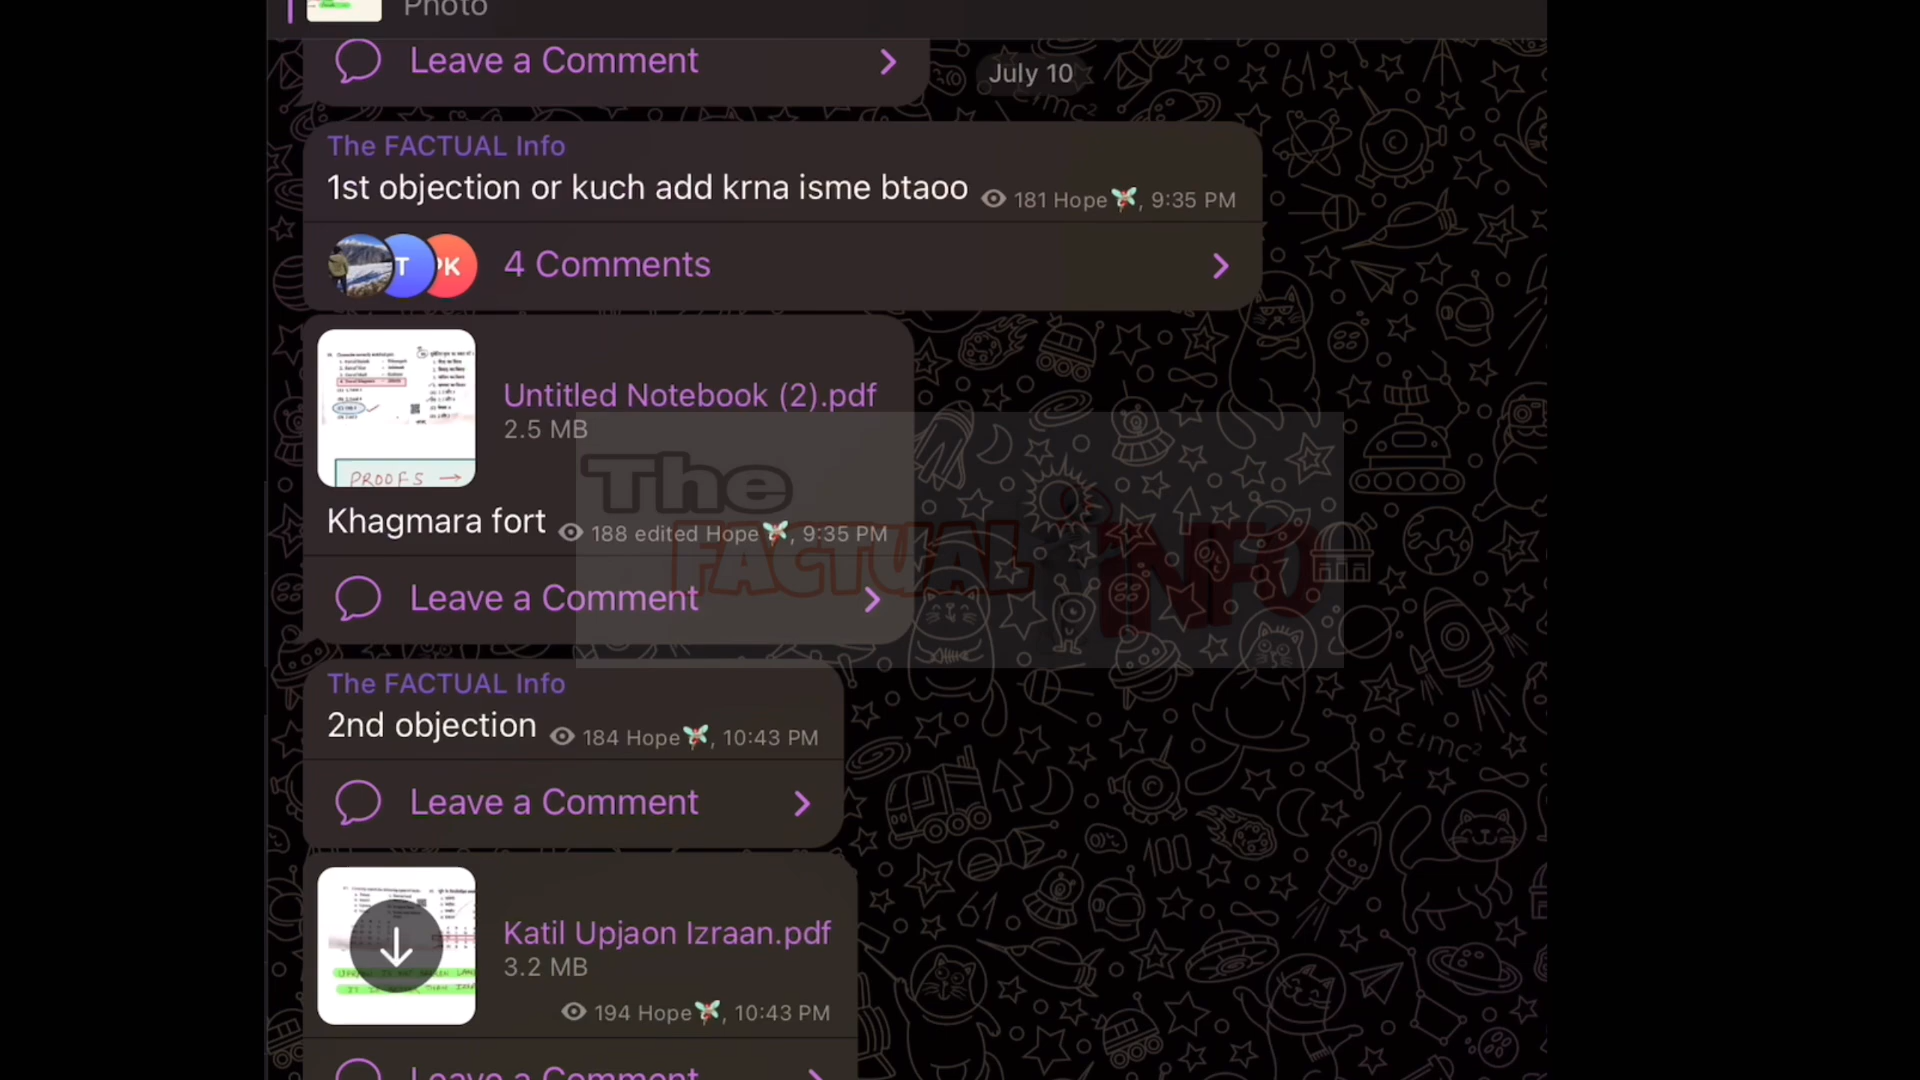 Photo
Leave a Comment
July 10
The FACTUAL Info
1st objection or kuch add krna isme btaoo
181 Hope, 9:35 PM
T
PK
4 Comments
Untitled Notebook (2).pdf
2.5 MB
PROOFS →
Khagmara fort
188 edited Hope, 9:35 PM
The
FACTUAL INFO
Leave a Comment
The FACTUAL Info
2nd objection
184 Hope, 10:43 PM
Leave a Comment
Katil Upjaon Izraan.pdf
3.2 MB
194 Hope, 10:43 PM
Leave a Comment